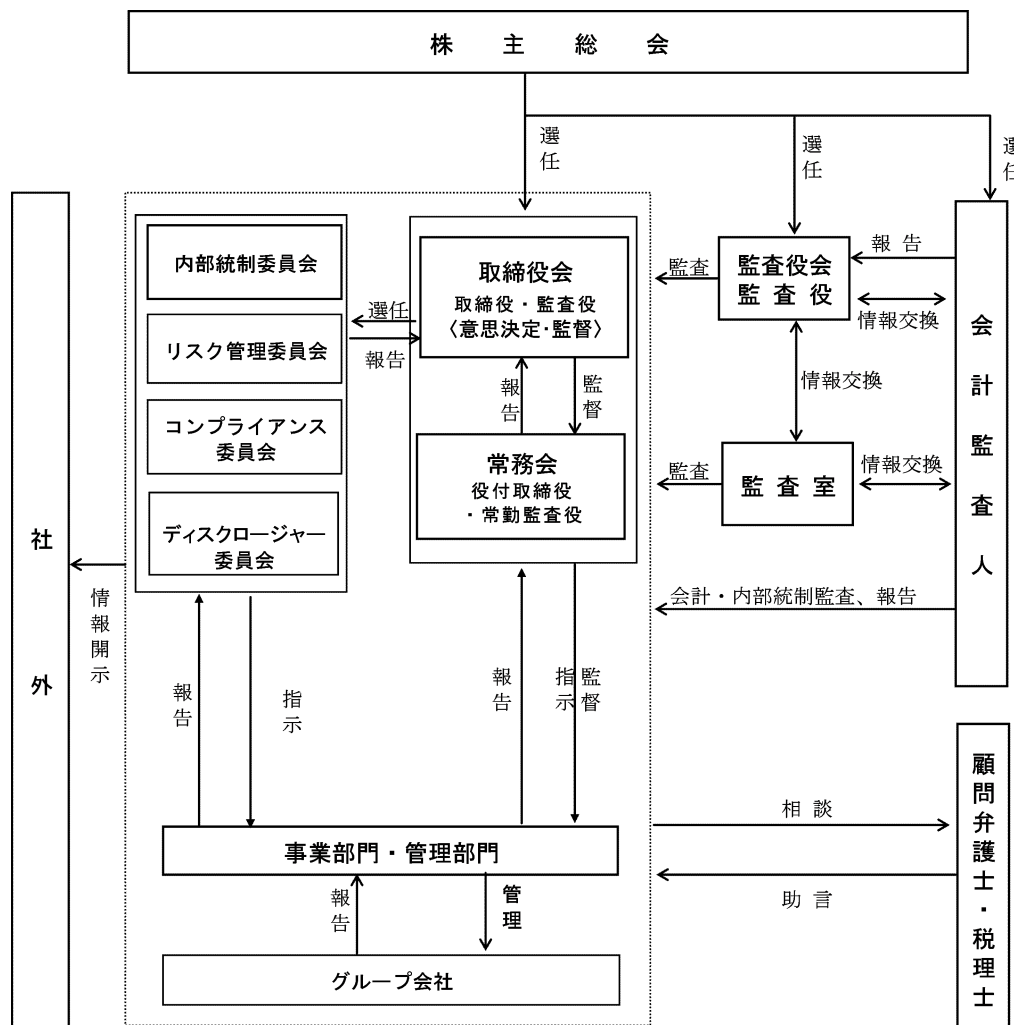 株主総会
選任
選任
選任
内部統制委員会
リスク管理委員会
コンプライアンス
委員会
ディスクロージャー
委員会
選任
報告
取締役会
取締役・監査役
〈意思決定・監督〉
報告
監督
常務会
役付取締役
・常勤監査役
監査
監査役会
監査役
報告
情報交換
情報交換
監査
監査室
情報交換
会計監査人
会計・内部統制監査、報告
社外
情報開示
報告
指示
報告
指示
監督
事業部門・管理部門
報告
管理
グループ会社
相談
助言
顧問弁護士・税理士